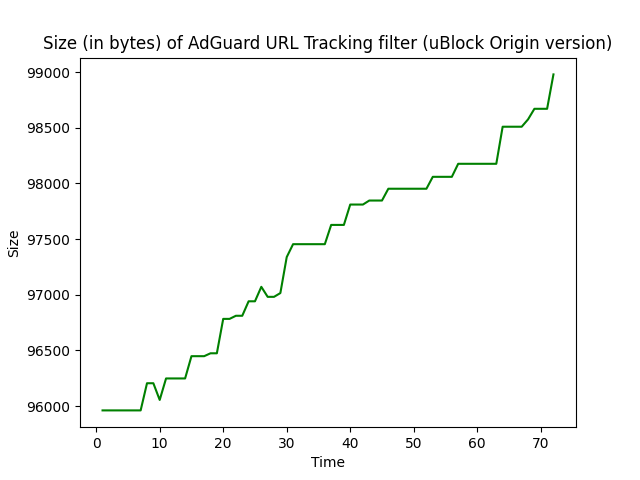 Size (in bytes) of AdGuard URL Tracking filter (uBlock Origin version)
99000
98500
98000
97500
97000
96500
96000
Size
0 10 20 30 40 50 60 70
Time